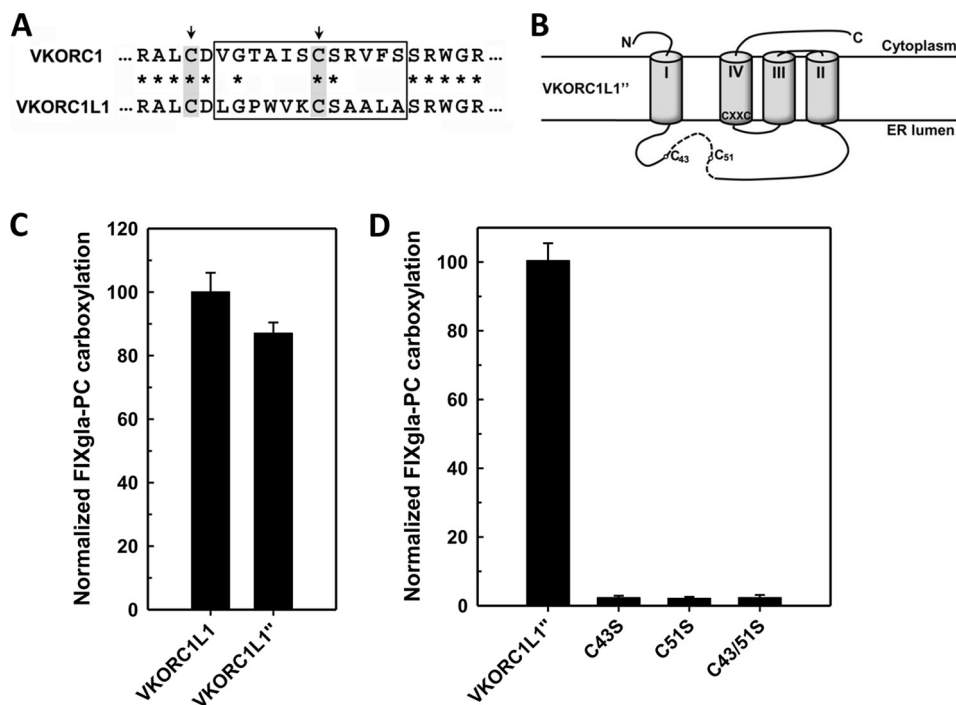 A
VKORC1 ... RALCDVGTAISCSRVFSSRWGR ...
***** * ** *****
VKORC1L1 ... RALCDLGPWVKCSAALASRWGR ...
B
N
C
Cytoplasm
I
IV
III
II
VKORC1L1''
CXXC
ER lumen
C43
C51
C
Normalized FIXgla-PC carboxylation
120
100
80
60
40
20
0
VKORC1L1
VKORC1L1''
D
Normalized FIXgla-PC carboxylation
100
80
60
40
20
0
VKORC1L1''
C43S
C51S
C43/51S